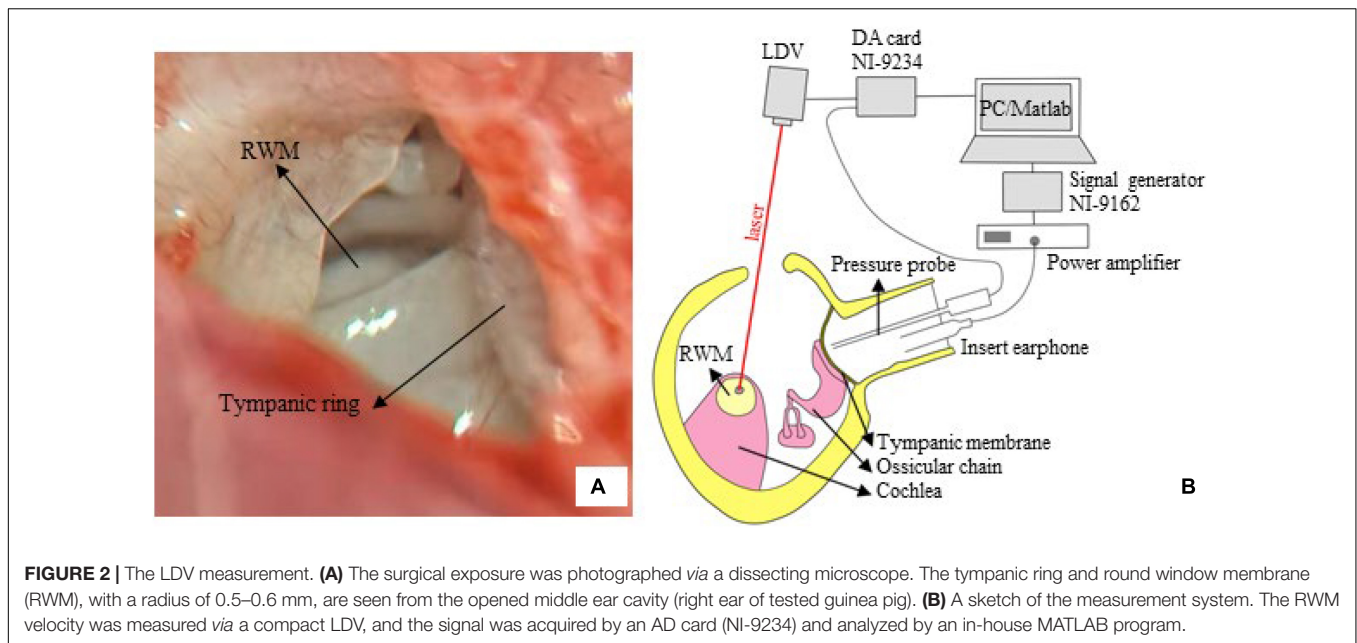 RWM
Tympanic ring
A
LDV
DA card
NI-9234
PC/Matlab
Signal generator
NI-9162
Power amplifier
laser
Pressure probe
RWM
Insert earphone
Tympanic membrane
Ossicular chain
Cochlea
B
FIGURE 2 | The LDV measurement. (A) The surgical exposure was photographed via a dissecting microscope. The tympanic ring and round window membrane
(RWM), with a radius of 0.5–0.6 mm, are seen from the opened middle ear cavity (right ear of tested guinea pig). (B) A sketch of the measurement system. The RWM
velocity was measured via a compact LDV, and the signal was acquired by an AD card (NI-9234) and analyzed by an in-house MATLAB program.